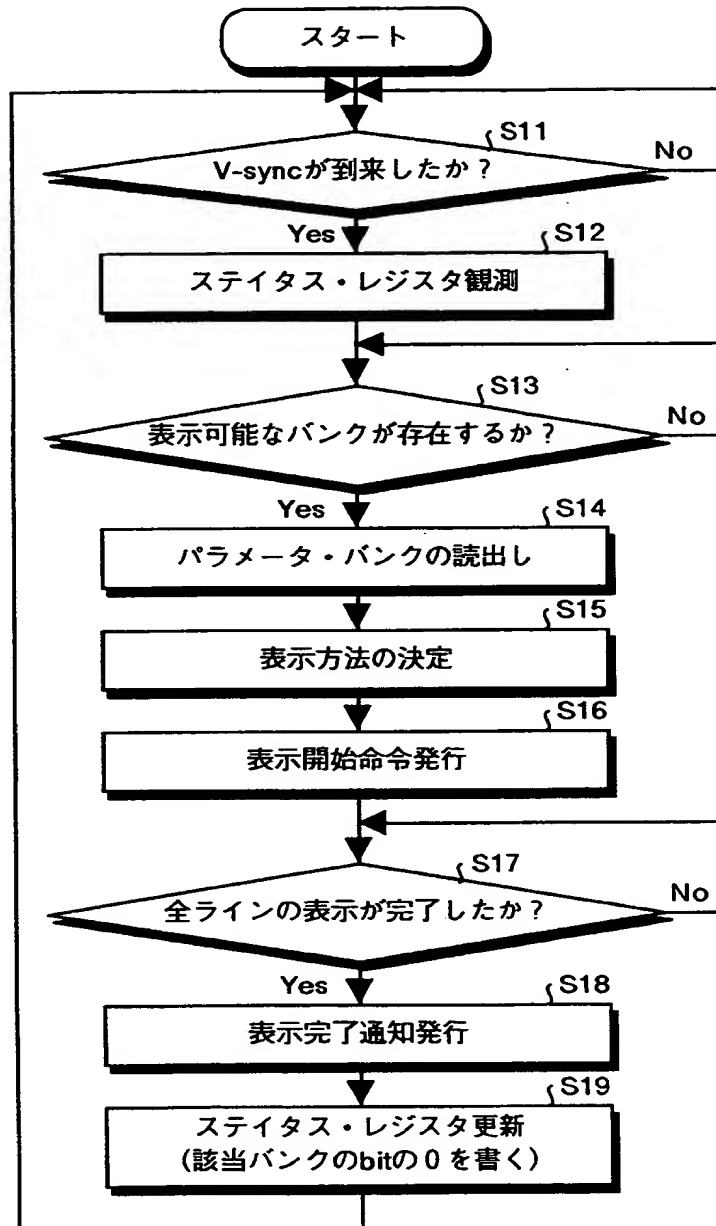 スタート
S11
V-syncが到来したか？
No
Yes
S12
ステイタス・レジスタ観測
S13
表示可能なバンクが存在するか？
No
Yes
S14
パラメータ・バンクの読出し
S15
表示方法の決定
S16
表示開始命令発行
S17
全ラインの表示が完了したか？
No
Yes
S18
表示完了通知発行
S19
ステイタス・レジスタ更新
(該当バンクのbitの０を書く)